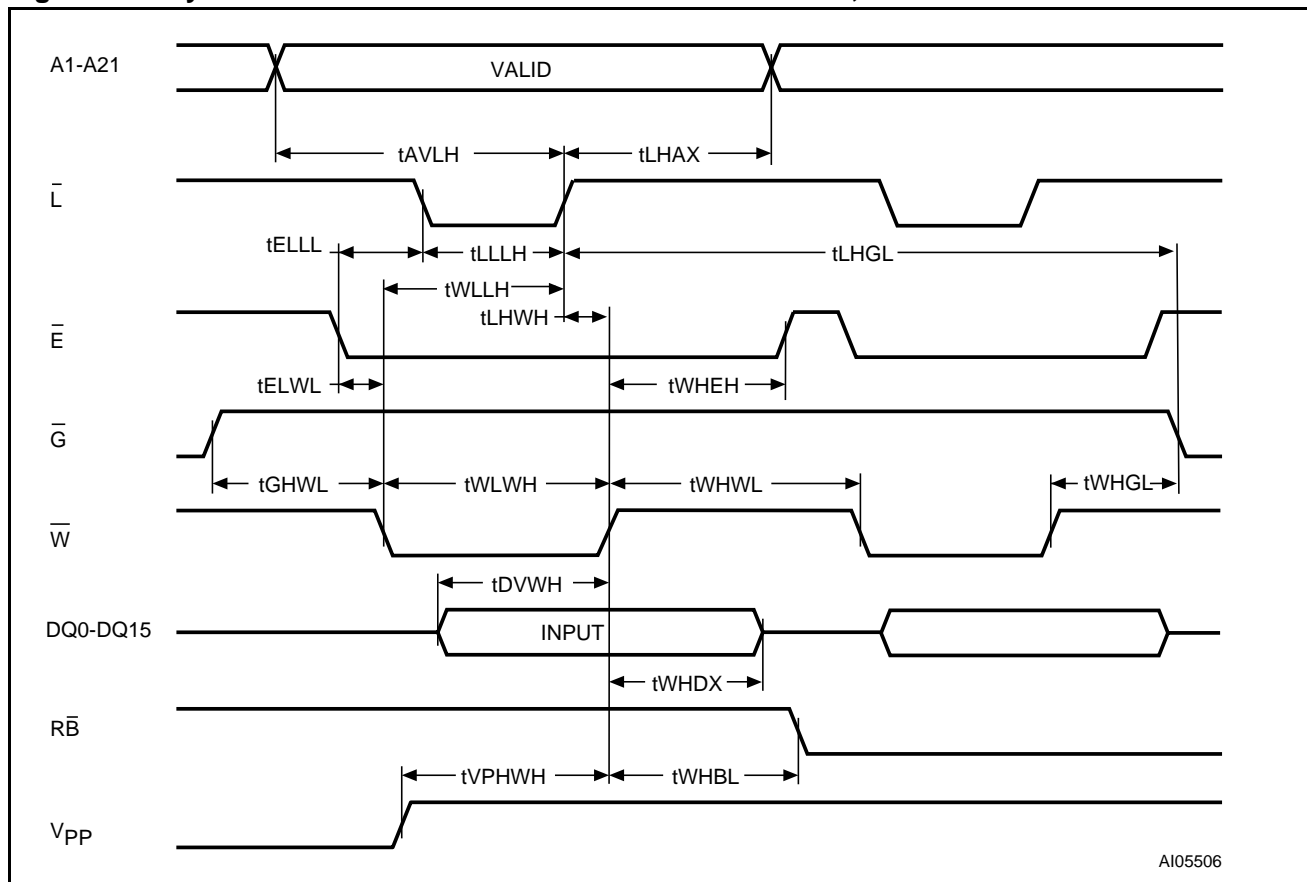 A1-A21
VALID
tAVLH
tLHAX
L̅
tELLL
tLLLH
tLHGL
tWLLH
tLHWH
E̅
tELWL
tWHEH
G̅
tGHWL
tWLWH
tWHWL
tWHGL
W̅
tDVWH
DQ0-DQ15
INPUT
tWHDX
RB̅
tVPHWH
tWHBL
VPP
AI05506